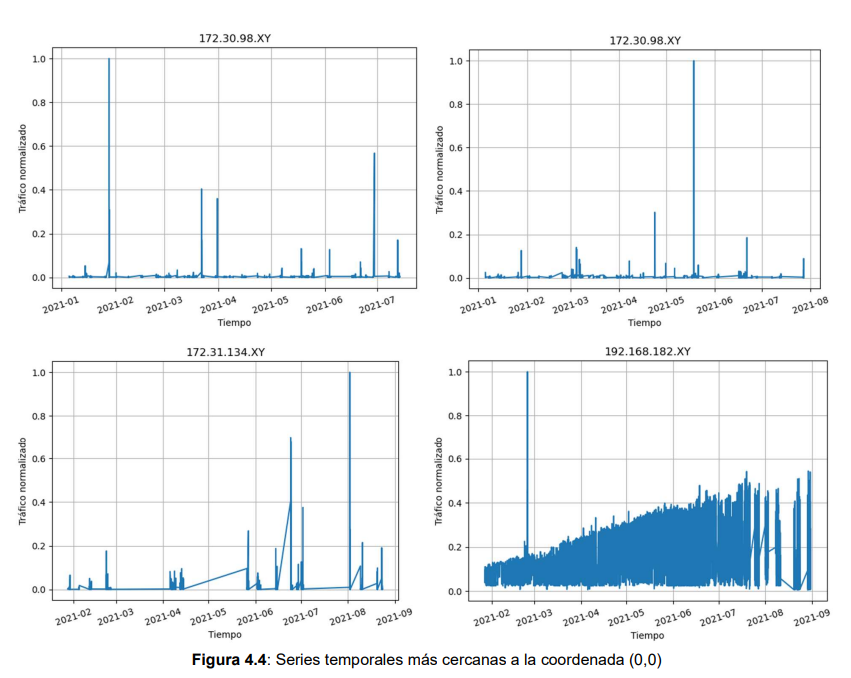 172.30.98.XY
1.0
0.8
0.6
0.4
0.2
0.0
Tráfico normalizado
2021-01 2021-02 2021-03 2021-04 2021-05 2021-06 2021-07
Tiempo
172.30.98.XY
1.0
0.8
0.6
0.4
0.2
0.0
Tráfico normalizado
2021-01 2021-02 2021-03 2021-04 2021-05 2021-06 2021-07 2021-08
Tiempo
172.31.134.XY
1.0
0.8
0.6
0.4
0.2
0.0
Tráfico normalizado
2021-02 2021-03 2021-04 2021-05 2021-06 2021-07 2021-08 2021-09
Tiempo
192.168.182.XY
1.0
0.8
0.6
0.4
0.2
0.0
Tráfico normalizado
2021-02 2021-03 2021-04 2021-05 2021-06 2021-07 2021-08 2021-09
Tiempo
Figura 4.4: Series temporales más cercanas a la coordenada (0,0)